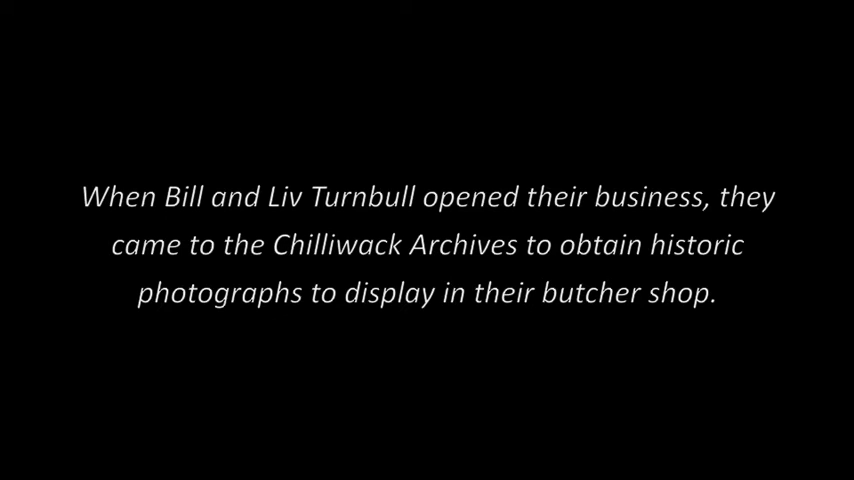 When Bill and Liv Turnbull opened their business, they
came to the Chilliwack Archives to obtain historic
photographs to display in their butcher shop.